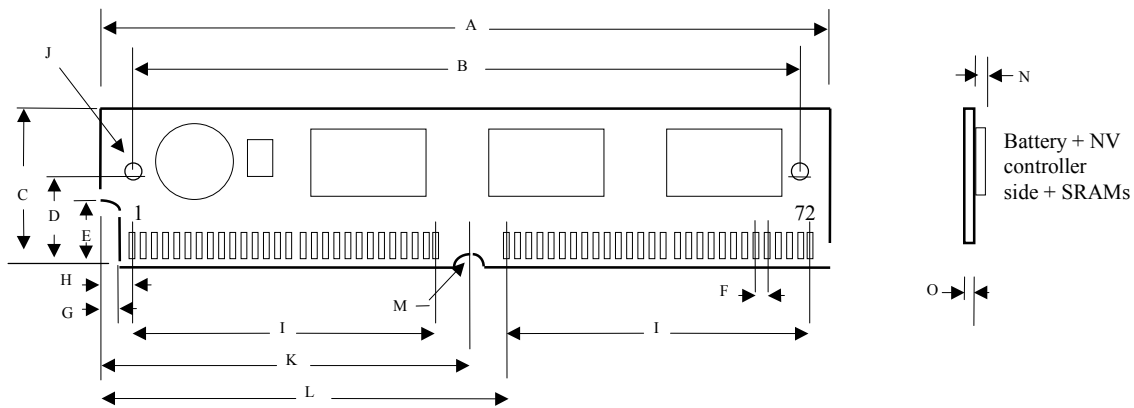 A
J
B
N
Battery + NV
controller
side + SRAMs
C
D
E
1
72
H
G
M
F
O
I
I
K
L